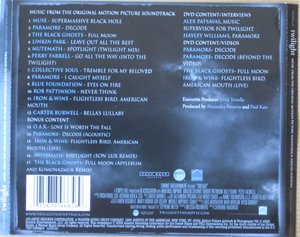 MUSIC FROM THE ORIGINAL MOTION PICTURE SOUNDTRACK
1 MUSE- SUPERMASSIVE BLACK HOLE
2 PARAMORE- DECODE
3 THE BLACK GHOSTS- FULL MOON
4 LINKIN PARK - LEAVE OUT ALL THE REST
5 MUTEMATH- SPOTLIGHT (TWILIGHT MIX)
6 PERRY FARRELL - GO ALL THE WAY (INTO THE
TWILIGHT)
7 COLLECTIVE SOUL - TREMBLE FOR MY BELOVED
8 PARAMORE - I CAUGHT MYSELF
9 BLUE FOUNDATION - EYES ON FIRE
10 ROB PATTINSON - NEVER THINK
11 IRON & WINE - FLIGHTLESS BIRD, AMERICAN
MOUTH
12 CARTER BURWELL - BELLA'S LULLABY
BONUS CONTENT
13 O.A.R.- LOVE IS WORTH THE FALL
14 PARAMORE- DECODE (ACOUSTIC)
15 IRON & WINE- FLIGHTLESS BIRD, AMERICAN
MOUTH (LIVE)
16 MUTEMATH- SPOTLIGHT (SON LUX REMIX)
17 THE BLACK GHOSTS - FULL MOON (APPLEBLIM
AND KOMONAZMUK REMIX)
DVD CONTENT/INTERVIEWS
ALEX PATSAVAS, MUSIC
SUPERVISOR FOR TWILIGHT
HAYLEY WILLIAMS, PARAMORE
DVD CONTENT/VIDEOS
PARAMORE- DECODE
PARAMORE- DECODE (BEYOND THE
VIDEO)
THE BLACK GHOSTS- FULL MOON
IRON & WINE- FLIGHTLESS BIRD,
AMERICAN MOUTH (LIVE)
Executive Producer: Livia Tortella
Produced by Alexandra Patsavas and Paul Katz
twilight
twilight
WWW.TWILIGHTSOUNDTRACK.COM
WWW.TWILIGHTTHEMOVIE.COM